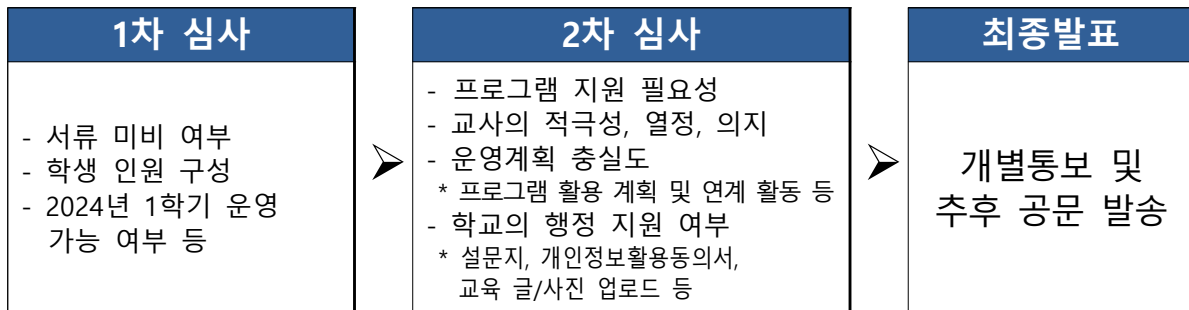 1차 심사
- 서류 미비 여부
- 학생 인원 구성
- 2024년 1학기 운영
가능 여부 등
2차 심사
- 프로그램 지원 필요성
- 교사의 적극성, 열정, 의지
- 운영계획 충실도
* 프로그램 활용 계획 및 연계 활동 등
- 학교의 행정 지원 여부
* 설문지, 개인정보활용동의서,
교육 글/사진 업로드 등
최종발표
개별통보 및
추후 공문 발송